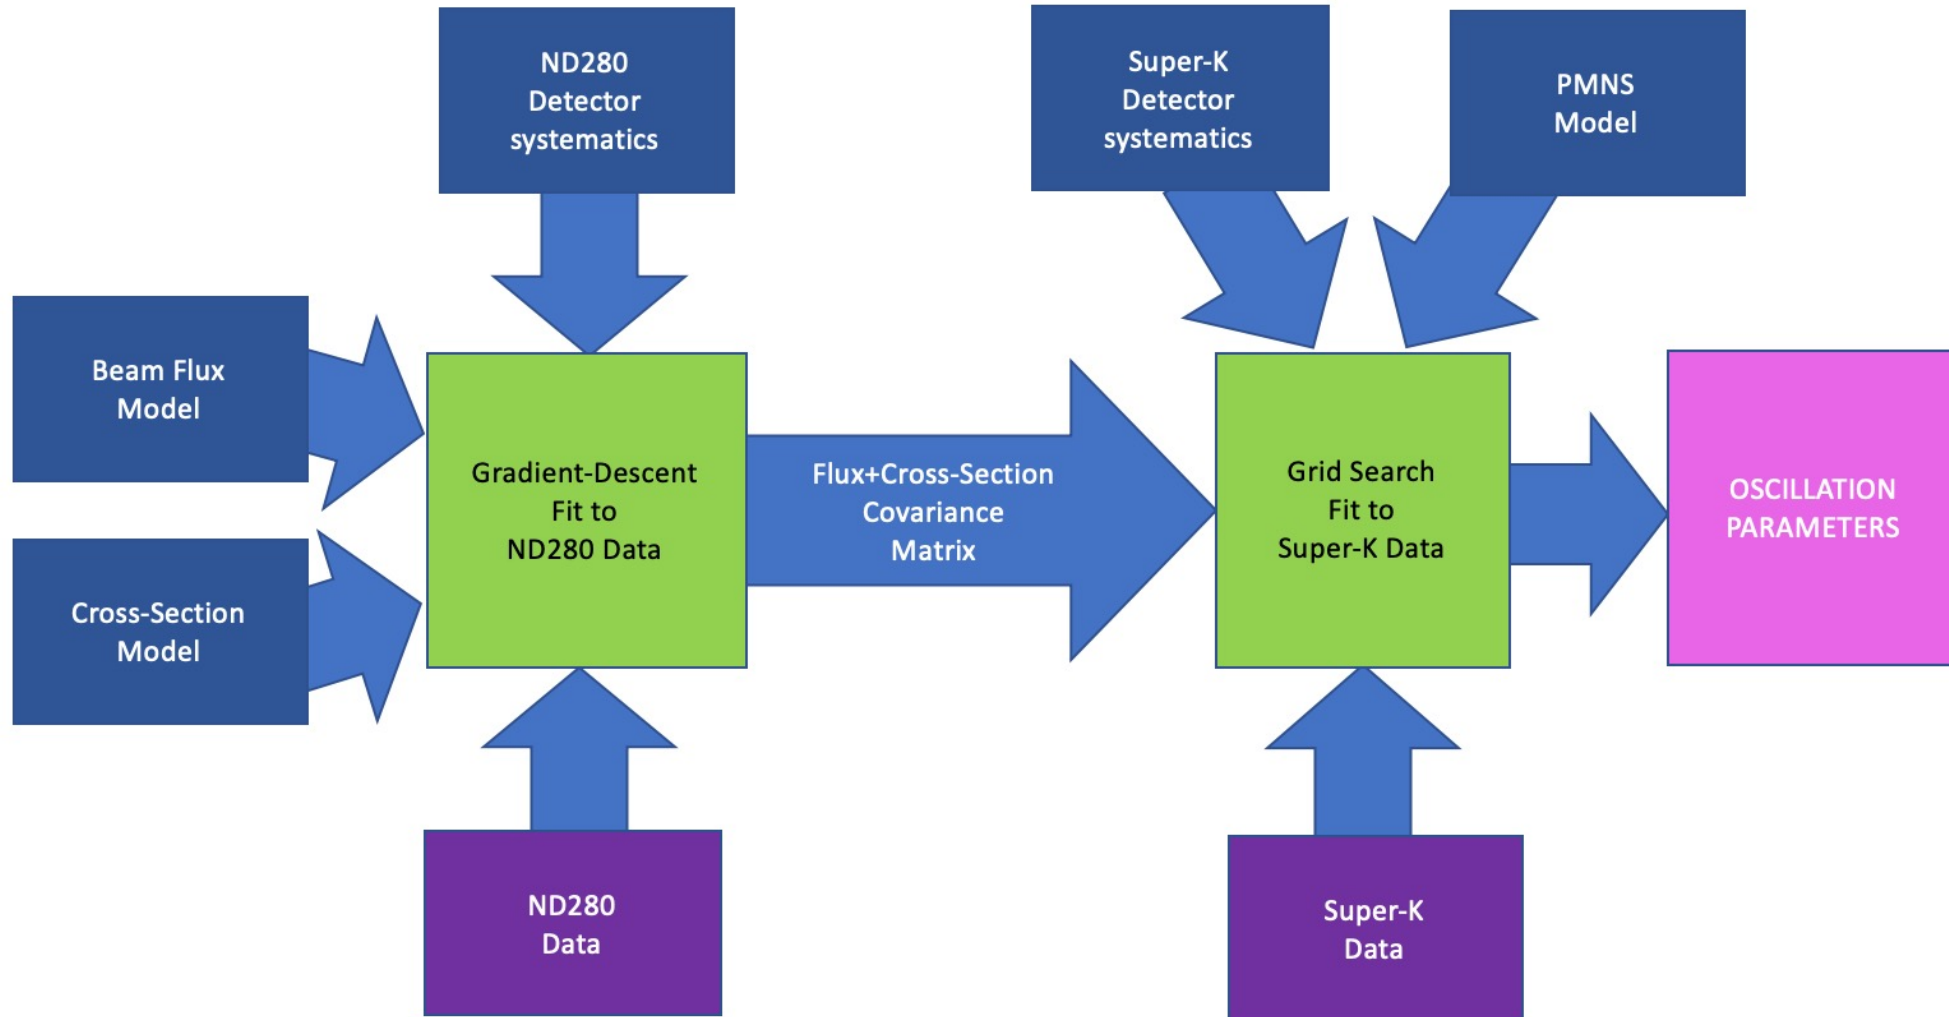 ND280
Detector
systematics
Super-K
Detector
systematics
PMNS
Model
Beam Flux
Model
Cross-Section
Model
Gradient-Descent
Fit to
ND280 Data
Flux+Cross-Section
Covariance
Matrix
Grid Search
Fit to
Super-K Data
OSCILLATION
PARAMETERS
ND280
Data
Super-K
Data